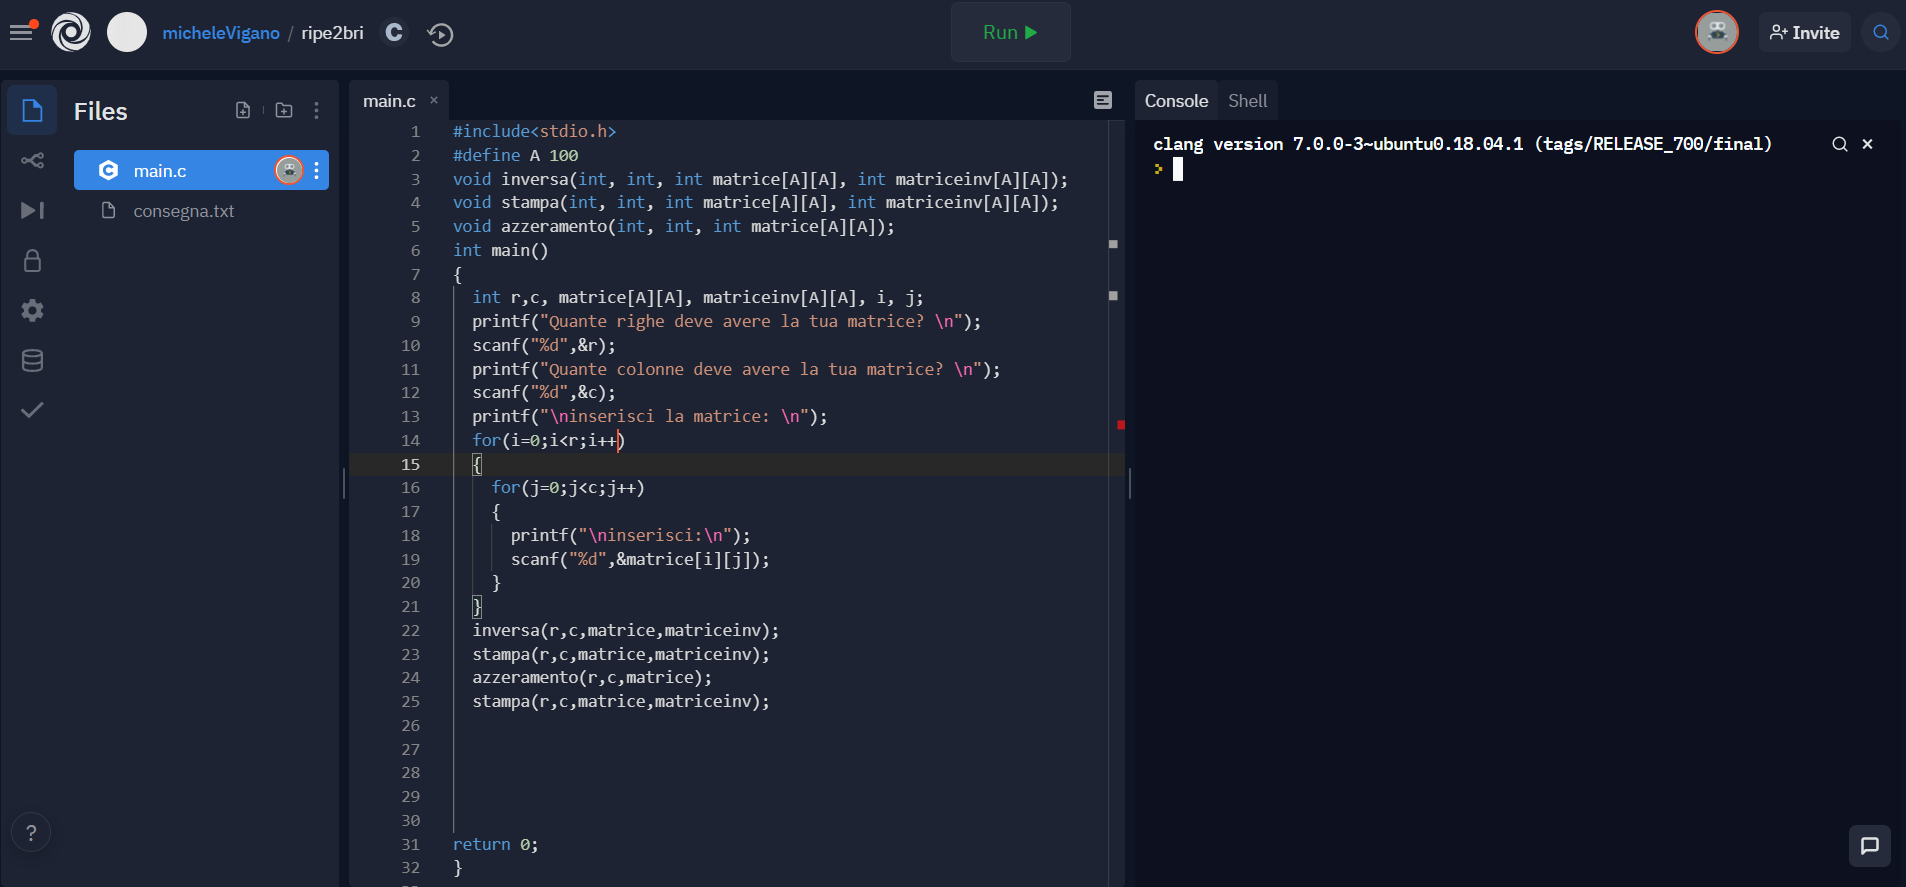 micheleVigano / ripe2bri
Run
Invite
Files
main.c
consegna.txt
main.c ×
1 #include<stdio.h>
2 #define A 100
3 void inversa(int, int, int matrice[A][A], int matriceinv[A][A]);
4 void stampa(int, int, int matrice[A][A], int matriceinv[A][A]);
5 void azzeramento(int, int, int matrice[A][A]);
6 int main()
7 {
8 int r,c, matrice[A][A], matriceinv[A][A], i, j;
9 printf("Quante righe deve avere la tua matrice? \n");
10 scanf("%d",&r);
11 printf("Quante colonne deve avere la tua matrice? \n");
12 scanf("%d",&c);
13 printf("\ninserisci la matrice: \n");
14 for(i=0;i<r;i++)
15 {
16 for(j=0;j<c;j++)
17 {
18 printf("\ninserisci:\n");
19 scanf("%d",&matrice[i][j]);
20 }
21 }
22 inversa(r,c,matrice,matriceinv);
23 stampa(r,c,matrice,matriceinv);
24 azzeramento(r,c,matrice);
25 stampa(r,c,matrice,matriceinv);
26
27
28
29
30
31 return 0;
32 }
Console Shell
clang version 7.0.0-3~ubuntu0.18.04.1 (tags/RELEASE_700/final)
>
?